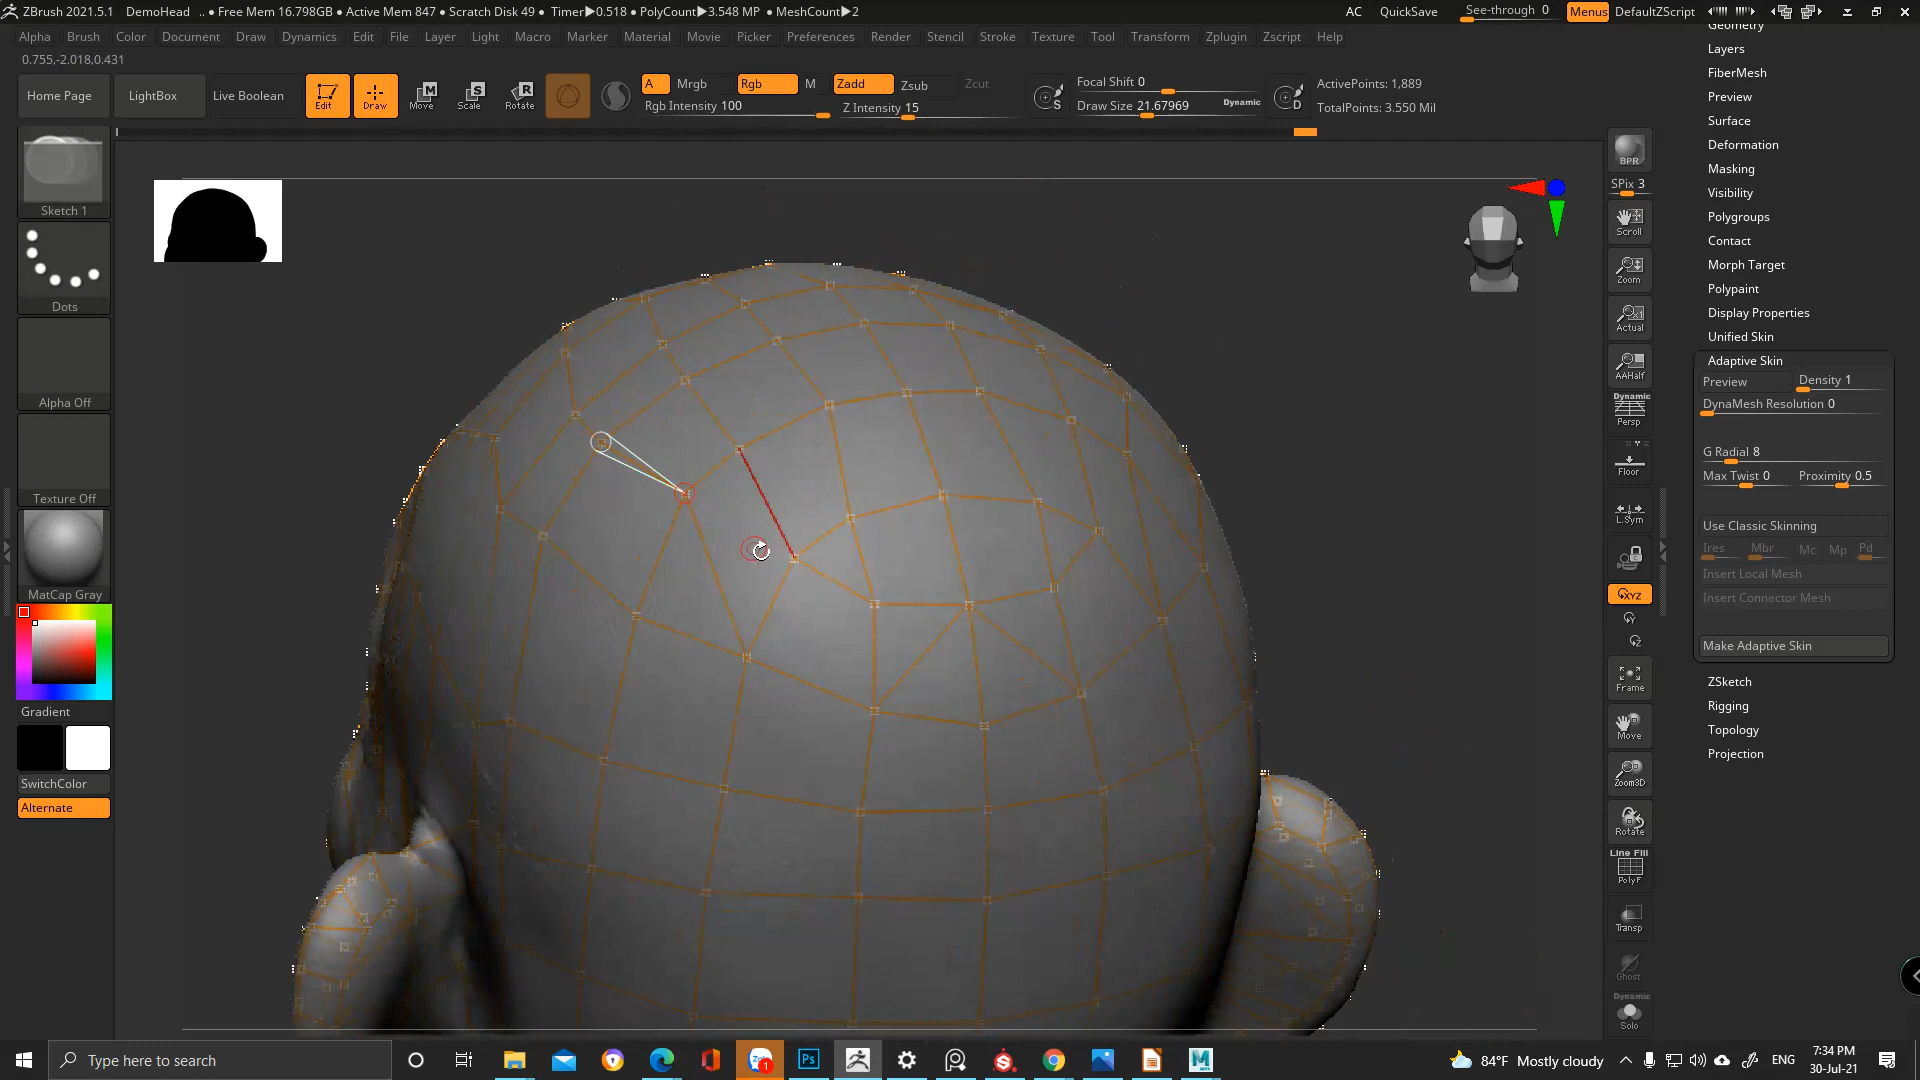 ZBrush 2021.5.1 DemoHead .. • Free Mem 16.798GB • Active Mem 847 • Scratch Disk 49 • Timer▶0.518 • PolyCount▶3.548 MP • MeshCount▶2 AC QuickSave See-through 0 Menus DefaultZScript
Alpha Brush Color Document Draw Dynamics Edit File Layer Light Macro Marker Material Movie Picker Preferences Render Stencil Stroke Texture Tool Transform Zplugin Zscript Help
0.755,-2.018,0.431
Home Page LightBox Live Boolean Edit Draw Move Scale Rotate
A Mrgb Rgb M Zadd Zsub Zcut
Rgb Intensity 100 Z Intensity 15
S Focal Shift 0
Draw Size 21.67969 Dynamic D
ActivePoints: 1,889
TotalPoints: 3.550 Mil
Sketch 1
Dots
Alpha Off
Texture Off
MatCap Gray
Gradient
SwitchColor
Alternate
BPR
SPix 3
Scroll
Zoom
Actual
AAHalf
Dynamic
Persp
Floor
L.Sym
XYZ
Y
Z
Frame
Move
Zoom3D
Rotate
Line Fill
PolyF
Transp
Ghost
Dynamic
Solo
Geometry
Layers
FiberMesh
Preview
Surface
Deformation
Masking
Visibility
Polygroups
Contact
Morph Target
Polypaint
Display Properties
Unified Skin
Adaptive Skin
Preview Density 1
DynaMesh Resolution 0
G Radial 8
Max Twist 0 Proximity 0.5
Use Classic Skinning
Ires Mbr Mc Mp Pd
Insert Local Mesh
Insert Connector Mesh
Make Adaptive Skin
ZSketch
Rigging
Topology
Projection
Type here to search
Ps
84°F Mostly cloudy
ENG
7:34 PM
30-Jul-21